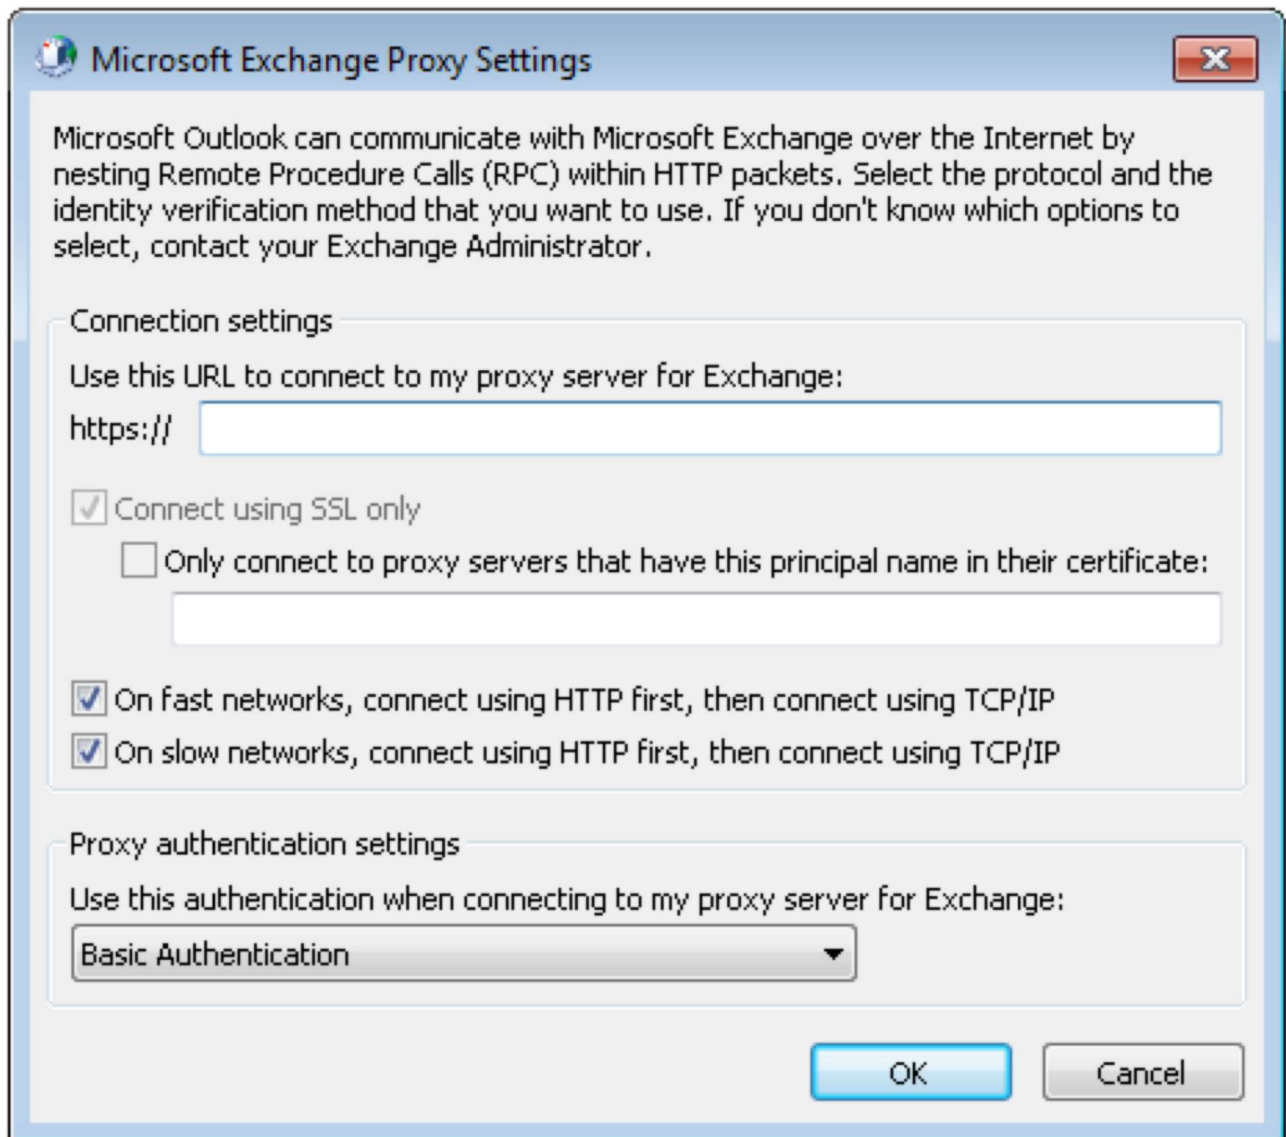 Microsoft Exchange Proxy Settings
Microsoft Outlook can communicate with Microsoft Exchange over the Internet by
nesting Remote Procedure Calls (RPC) within HTTP packets. Select the protocol and the
identity verification method that you want to use. If you don't know which options to
select, contact your Exchange Administrator.
Connection settings
Use this URL to connect to my proxy server for Exchange:
https://
Connect using SSL only
Only connect to proxy servers that have this principal name in their certificate:
On fast networks, connect using HTTP first, then connect using TCP/IP
On slow networks, connect using HTTP first, then connect using TCP/IP
Proxy authentication settings
Use this authentication when connecting to my proxy server for Exchange:
Basic Authentication
OK Cancel